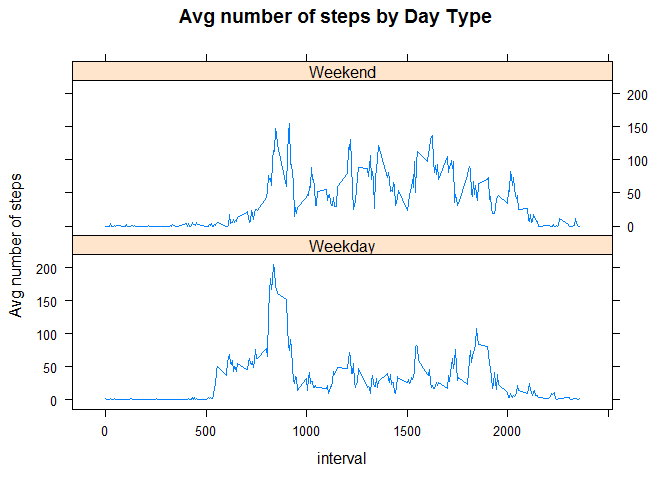 Avg number of steps by Day Type
Weekend
200
150
100
50
0
Weekday
200
150
100
50
0
0 500 1000 1500 2000
interval
Avg number of steps